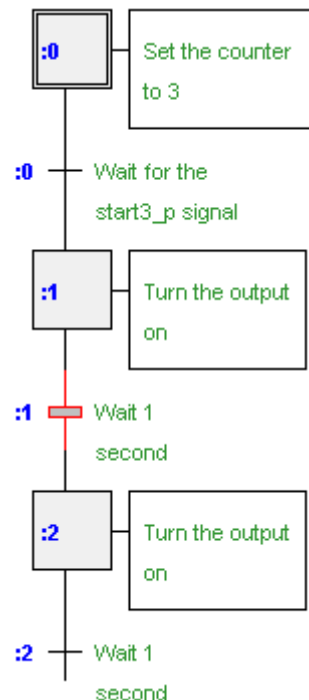 :0
Set the counter
to 3
:0
Wait for the
start3_p signal
:1
Turn the output
on
:1
Wait 1
second
:2
Turn the output
on
:2
Wait 1
second